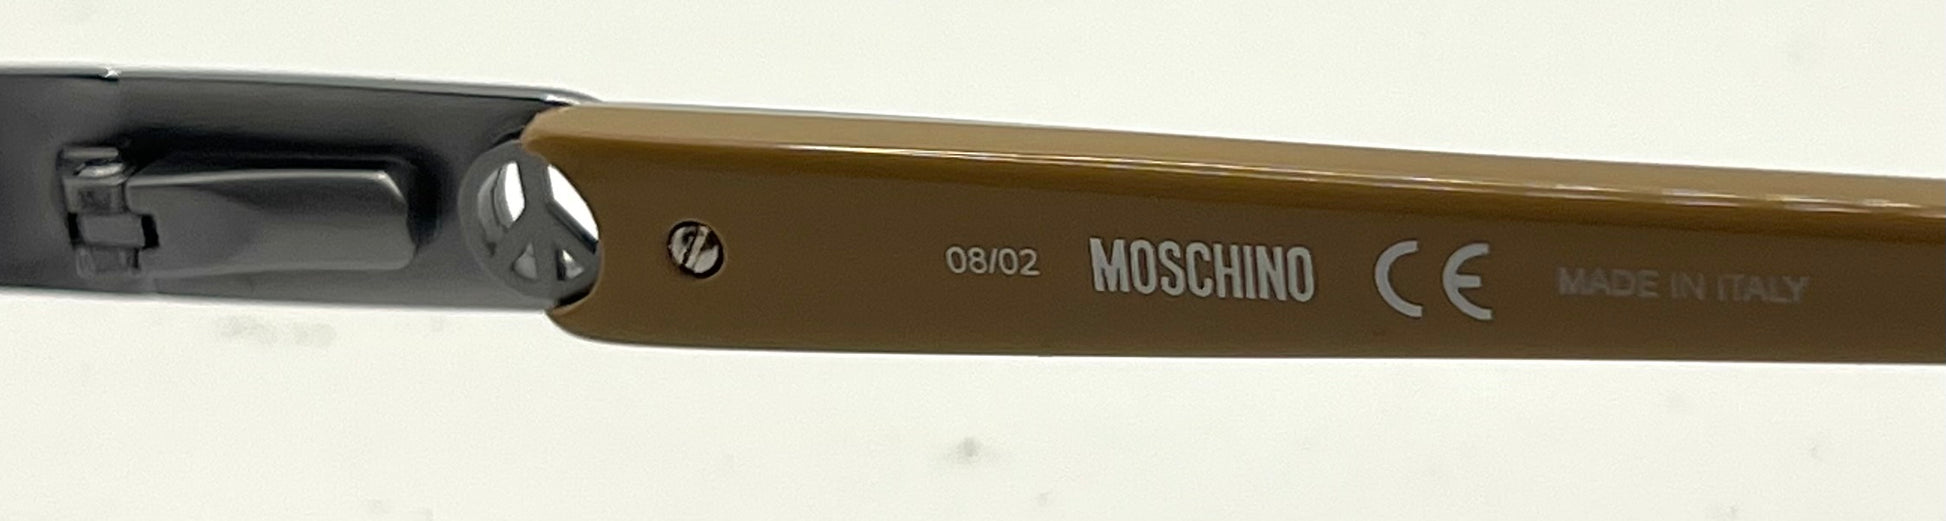 08/02 MOSCHINO CE MADE IN ITALY